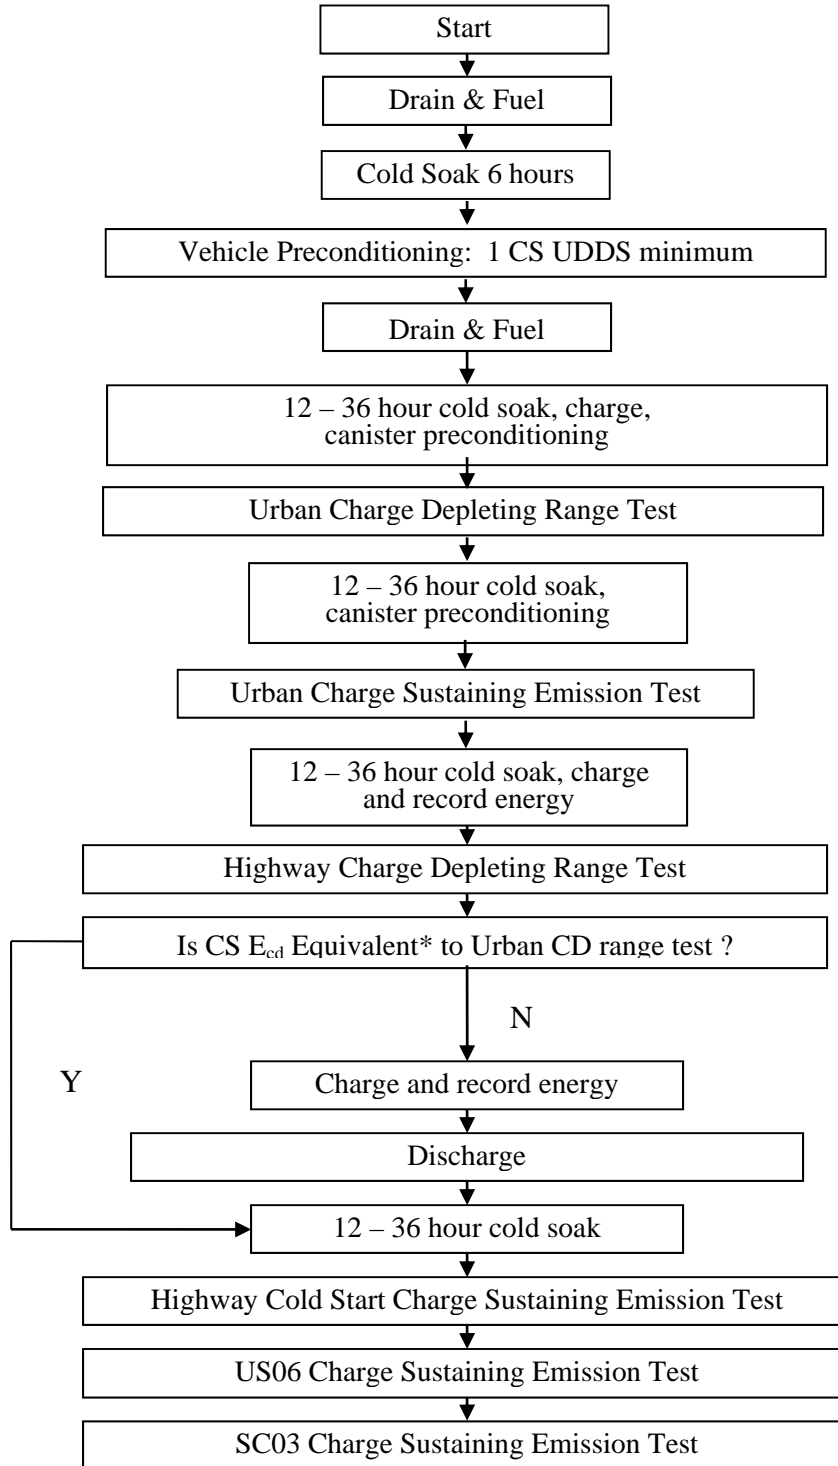 Start
Drain & Fuel
Cold Soak 6 hours
Vehicle Preconditioning:  1 CS UDDS minimum
Drain & Fuel
12 – 36 hour cold soak, charge,
canister preconditioning
Urban Charge Depleting Range Test
12 – 36 hour cold soak,
canister preconditioning
Urban Charge Sustaining Emission Test
12 – 36 hour cold soak, charge
and record energy
Highway Charge Depleting Range Test
Is CS Ecd Equivalent* to Urban CD range test ?
N
Y
Charge and record energy
Discharge
12 – 36 hour cold soak
Highway Cold Start Charge Sustaining Emission Test
US06 Charge Sustaining Emission Test
SC03 Charge Sustaining Emission Test